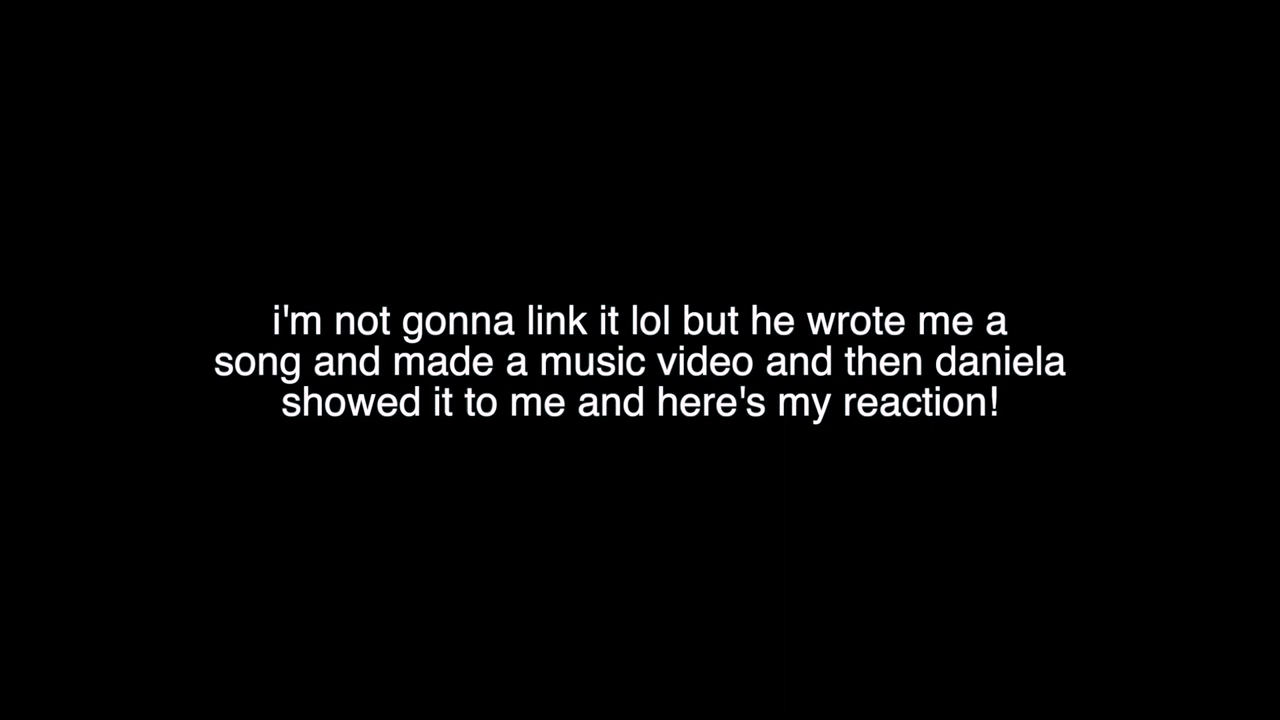 i'm not gonna link it lol but he wrote me a
song and made a music video and then daniela
showed it to me and here's my reaction!